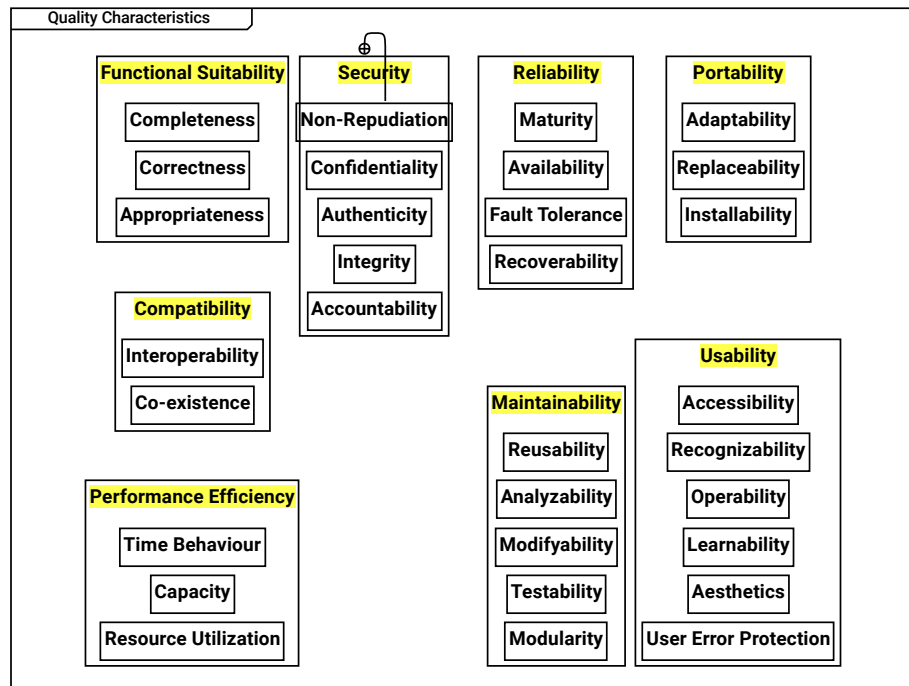 Quality Characteristics
Functional Suitability
Completeness
Correctness
Appropriateness
Security
Non-Repudiation
Confidentiality
Authenticity
Integrity
Accountability
Reliability
Maturity
Availability
Fault Tolerance
Recoverability
Portability
Adaptability
Replaceability
Installability
Compatibility
Interoperability
Co-existence
Performance Efficiency
Time Behaviour
Capacity
Resource Utilization
Maintainability
Reusability
Analyzability
Modifyability
Testability
Modularity
Usability
Accessibility
Recognizability
Operability
Learnability
Aesthetics
User Error Protection